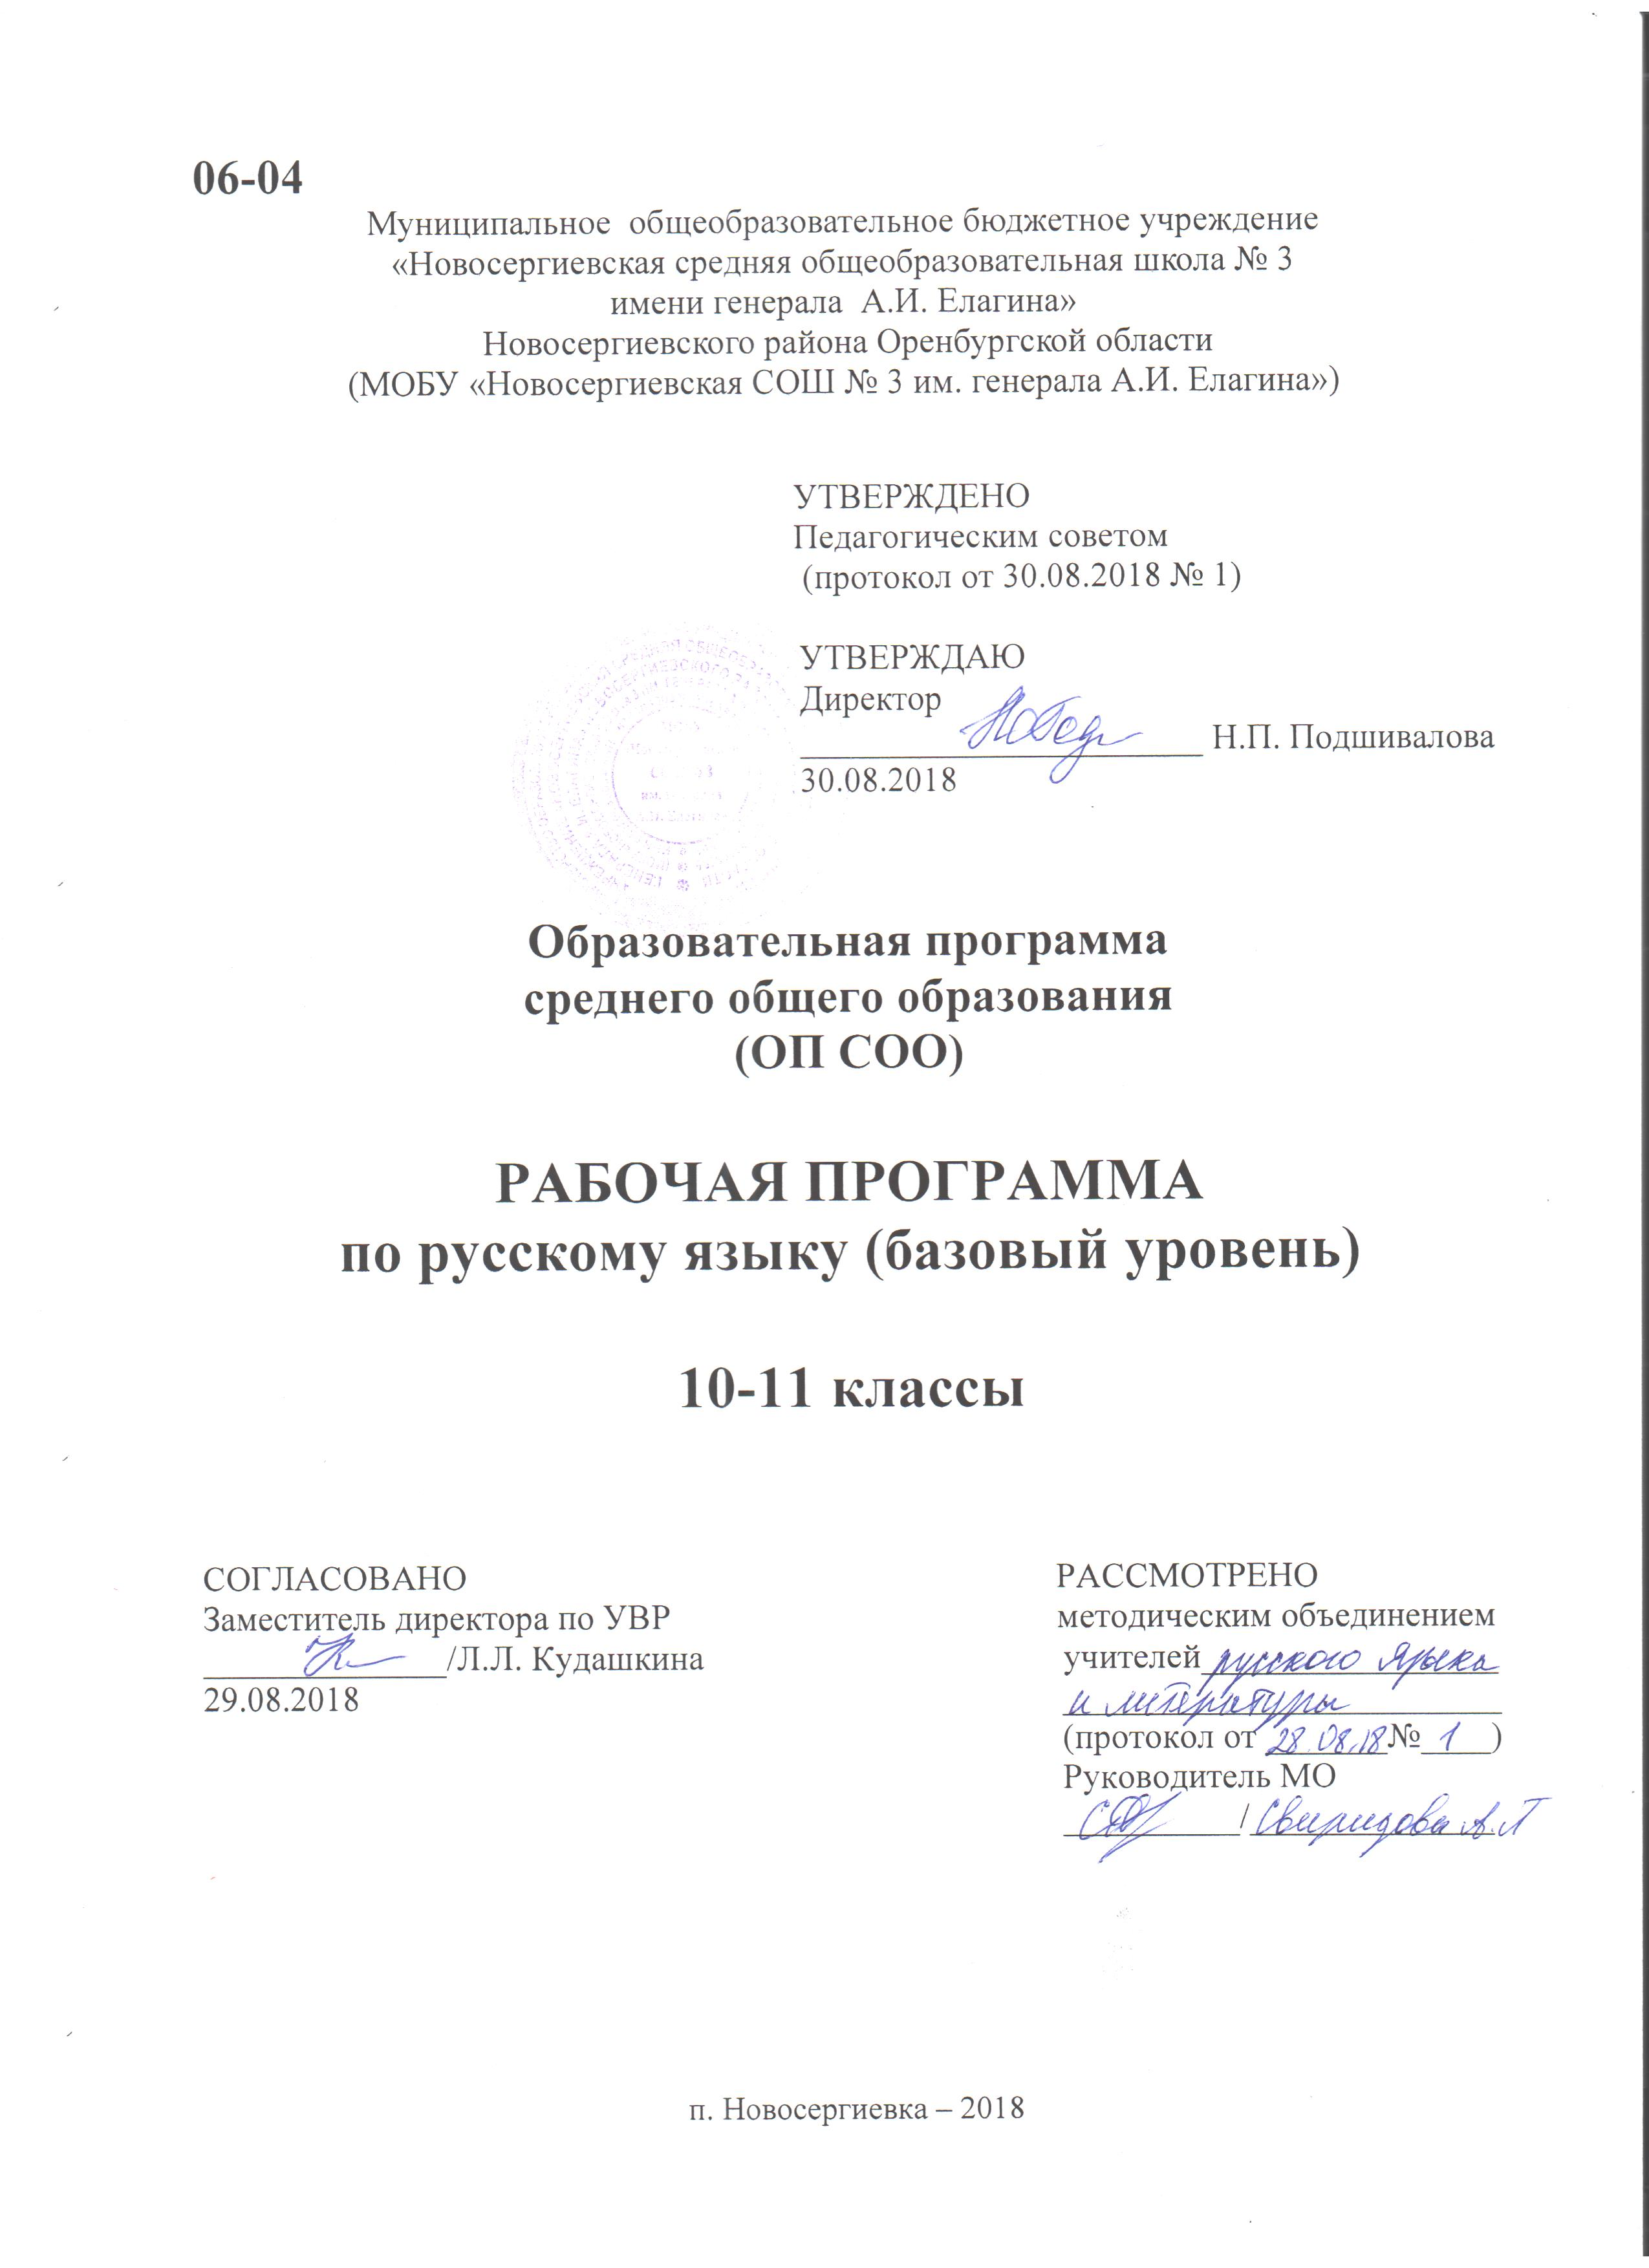 06-04
Муниципальное общеобразовательное бюджетное учреждение
«Новосергиевская средняя общеобразовательная школа № 3
имени генерала А.И. Елагина»
Новосергиевского района Оренбургской области
(МОБУ «Новосергиевская СОШ № 3 им. генерала А.И. Елагина»)
УТВЕРЖДЕНО
Педагогическим советом
(протокол от 30.08.2018 № 1)
УТВЕРЖДАЮ
Директор
Н.П. Подшивалова
30.08.2018
Образовательная программа
среднего общего образования
(ОП СОО)
РАБОЧАЯ ПРОГРАММА
по русскому языку (базовый уровень)
10-11 классы
СОГЛАСОВАНО
Заместитель директора по УВР
/Л.Л. Кудашкина
29.08.2018
РАССМОТРЕНО
методическим объединением
учителей русского языка
и литературы
(протокол от 28.08.18 № 1)
Руководитель МО
/ Свиридова А.П
п. Новосергиевка – 2018